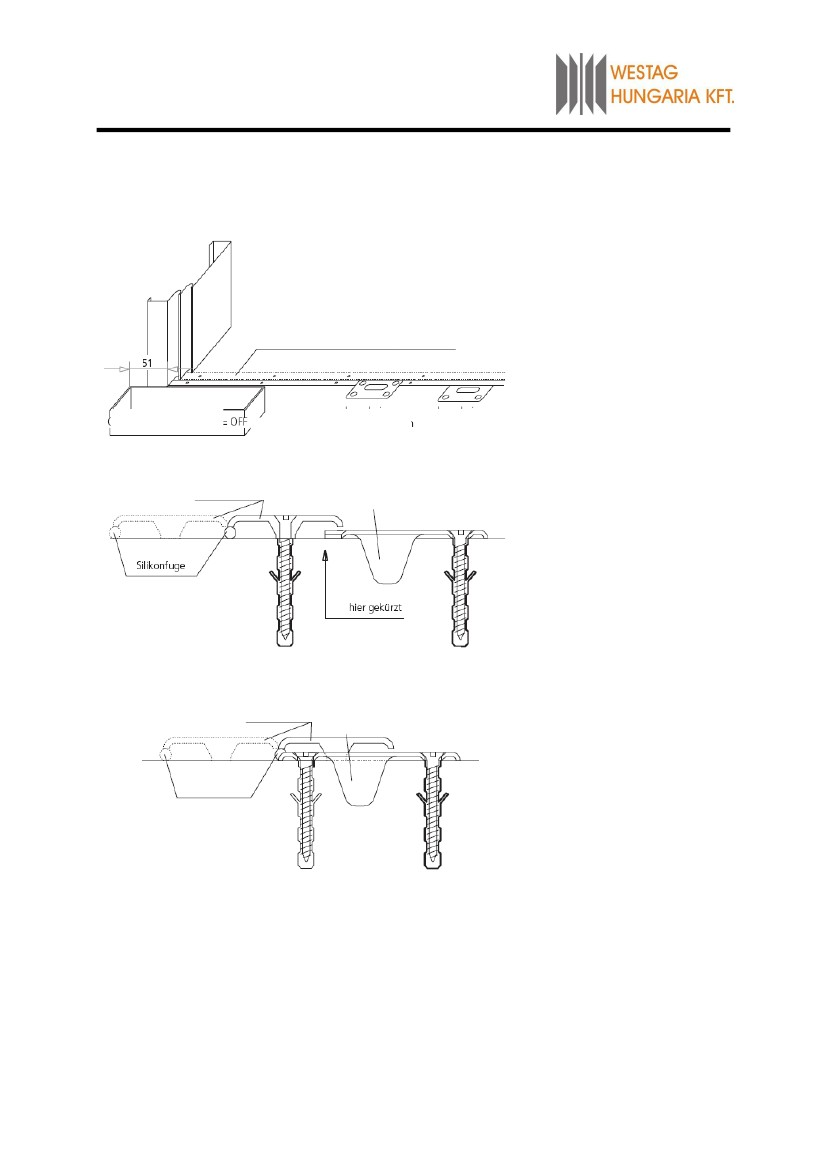 WESTAG
HUNGARIA KFT.
51
= OFF
Silikonfuge
hier gekürzt